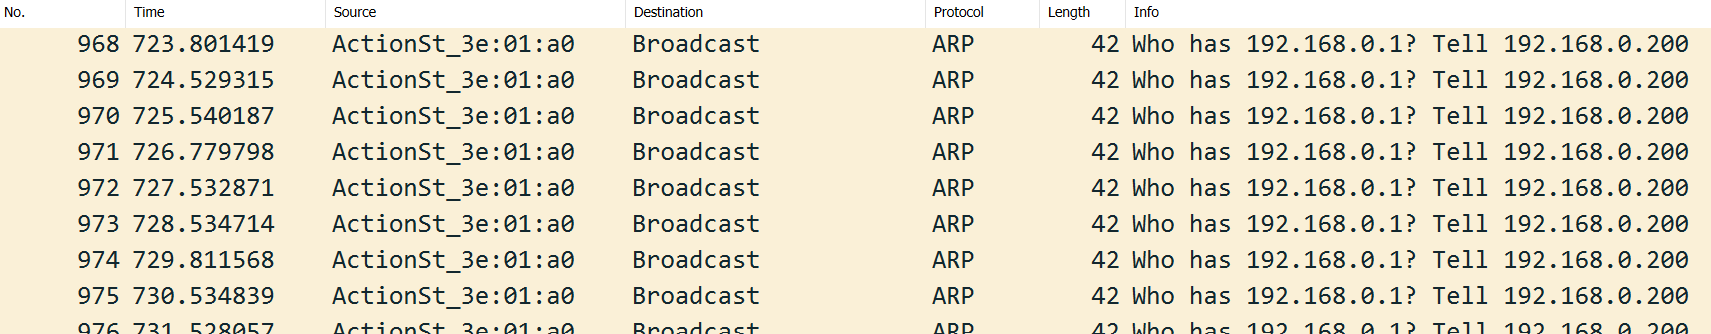 No. Time Source Destination Protocol Length Info
968 723.801419 ActionSt_3e:01:a0 Broadcast ARP 42 Who has 192.168.0.1? Tell 192.168.0.200
969 724.529315 ActionSt_3e:01:a0 Broadcast ARP 42 Who has 192.168.0.1? Tell 192.168.0.200
970 725.540187 ActionSt_3e:01:a0 Broadcast ARP 42 Who has 192.168.0.1? Tell 192.168.0.200
971 726.779798 ActionSt_3e:01:a0 Broadcast ARP 42 Who has 192.168.0.1? Tell 192.168.0.200
972 727.532871 ActionSt_3e:01:a0 Broadcast ARP 42 Who has 192.168.0.1? Tell 192.168.0.200
973 728.534714 ActionSt_3e:01:a0 Broadcast ARP 42 Who has 192.168.0.1? Tell 192.168.0.200
974 729.811568 ActionSt_3e:01:a0 Broadcast ARP 42 Who has 192.168.0.1? Tell 192.168.0.200
975 730.534839 ActionSt_3e:01:a0 Broadcast ARP 42 Who has 192.168.0.1? Tell 192.168.0.200
976 731.528057 ActionSt_3e:01:a0 Broadcast ARP 42 Who has 192.168.0.1? Tell 192.168.0.200